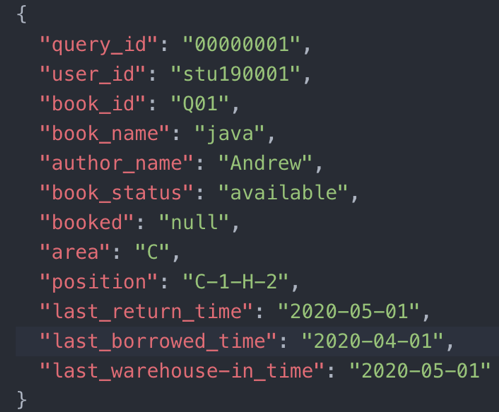 {
"query_id": "00000001",
"user_id": "stu190001",
"book_id": "Q01",
"book_name": "java",
"author_name": "Andrew",
"book_status": "available",
"booked": "null",
"area": "C",
"position": "C-1-H-2",
"last_return_time": "2020-05-01",
"last_borrowed_time": "2020-04-01",
"last_warehouse-in_time": "2020-05-01"
}